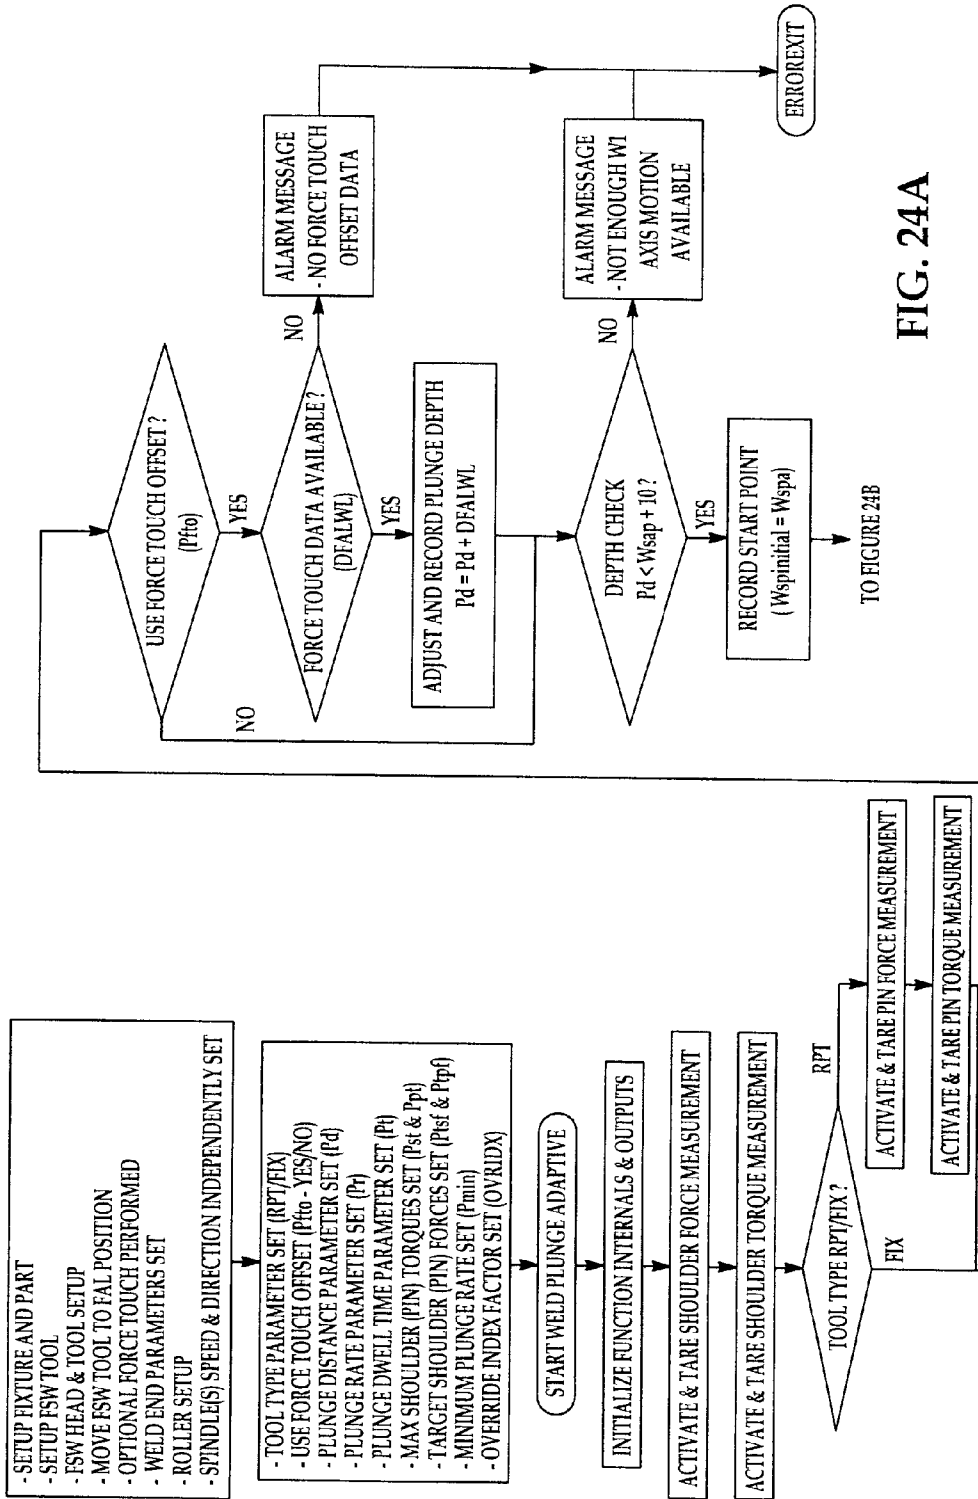 - SETUP FIXTURE AND PART
- SETUP FSW TOOL
- FSW HEAD & TOOL SETUP
- MOVE FSW TOOL TO FAL POSITION
- OPTIONAL FORCE TOUCH PERFORMED
- WELD END PARAMETERS SET
- ROLLER SETUP
- SPINDLE(S) SPEED & DIRECTION INDEPENDENTLY SET
- TOOL TYPE PARAMETER SET (RPT/FIX)
- USE FORCE TOUCH OFFSET (Pfto - YES/NO)
- PLUNGE DISTANCE PARAMETER SET (Pd)
- PLUNGE RATE PARAMETER SET (Pr)
- PLUNGE DWELL TIME PARAMETER SET (Pt)
- MAX SHOULDER (PIN) TORQUES SET (Pst & Ppt)
- TARGET SHOULDER (PIN) FORCES SET (Ptsf & Ptpf)
- MINIMUM PLUNGE RATE SET (Pmin)
- OVERRIDE INDEX FACTOR SET (OVRIDX)
START WELD PLUNGE ADAPTIVE
INITIALIZE FUNCTION INTERNALS & OUTPUTS
ACTIVATE & TARE SHOULDER FORCE MEASUREMENT
ACTIVATE & TARE SHOULDER TORQUE MEASUREMENT
TOOL TYPE RPT/FIX?
RPT
FIX
ACTIVATE & TARE PIN FORCE MEASUREMENT
ACTIVATE & TARE PIN TORQUE MEASUREMENT
USE FORCE TOUCH OFFSET?
(Pfto)
YES
NO
FORCE TOUCH DATA AVAILABLE?
(DFALWL)
NO
YES
ALARM MESSAGE
- NO FORCE TOUCH
OFFSET DATA
ADJUST AND RECORD PLUNGE DEPTH
Pd = Pd + DFALWL
DEPTH CHECK
Pd < Wsap + 10?
NO
YES
ALARM MESSAGE
- NOT ENOUGH W1
AXIS MOTION
AVAILABLE
ERROREXIT
RECORD START POINT
( Wspinitial = Wspa)
TO FIGURE 24B
FIG. 24A